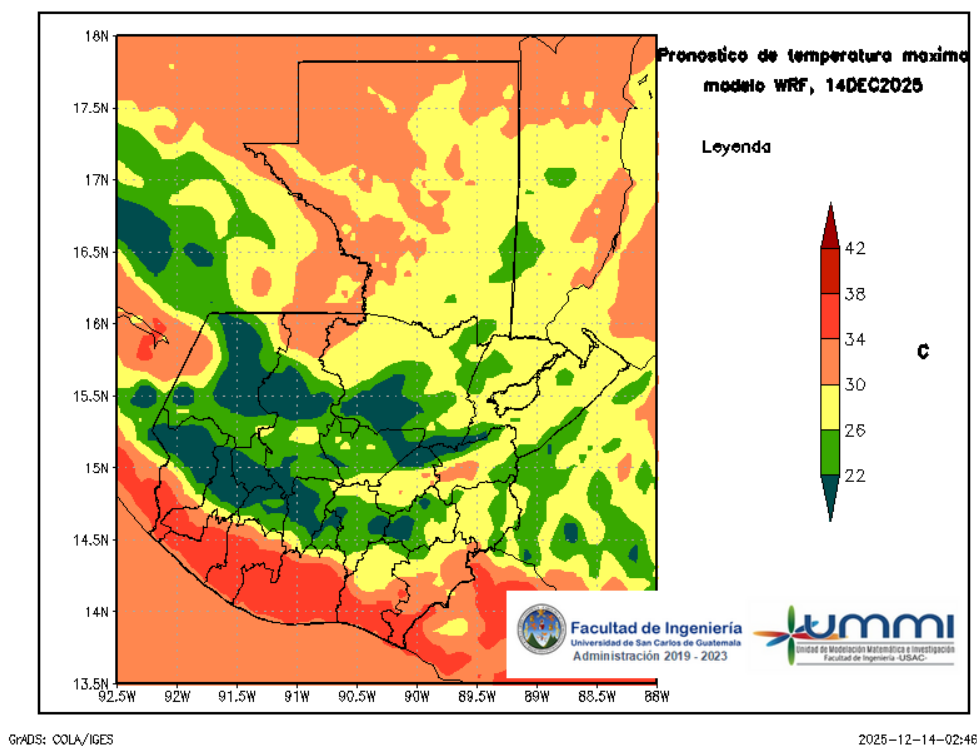 Pronostico de temperatura maxima
modelo WRF, 14DEC2025
Leyenda
42
38
34
30
26
22
C
18N
17.5N
17N
16.5N
16N
15.5N
15N
14.5N
14N
13.5N
92.5W
92W
91.5W
91W
90.5W
90W
89.5W
89W
88.5W
88W
Facultad de Ingeniería
Universidad de San Carlos de Guatemala
Administración 2019 - 2023
ummi
Unidad de Modelación Matemática e Investigación
Facultad de Ingeniería -USAC-
GrADS: COLA/IGES
2025-12-14-02:46